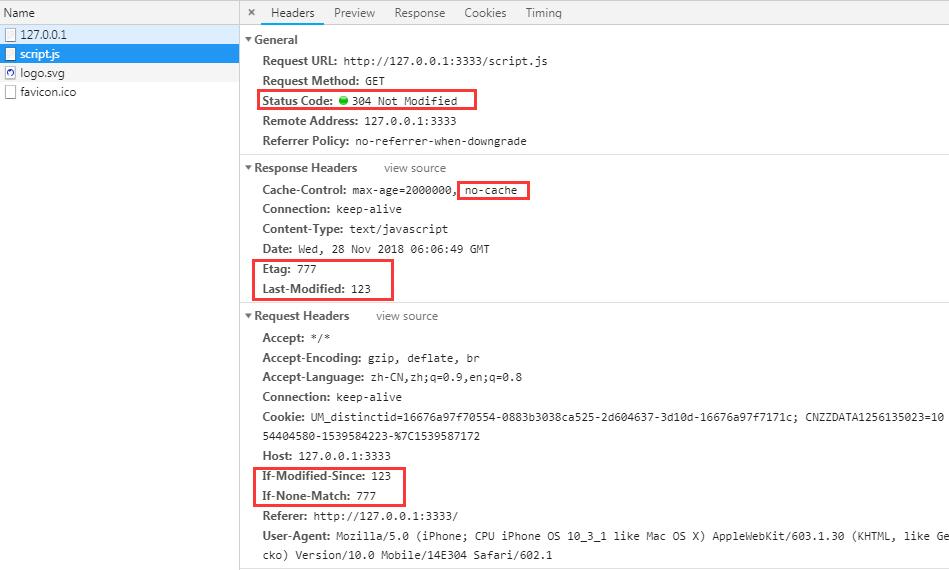 Name
127.0.0.1
script.js
logo.svg
favicon.ico
× Headers Preview Response Cookies Timing
General
Request URL: http://127.0.0.1:3333/script.js
Request Method: GET
Status Code: 304 Not Modified
Remote Address: 127.0.0.1:3333
Referrer Policy: no-referrer-when-downgrade
Response Headers view source
Cache-Control: max-age=2000000, no-cache
Connection: keep-alive
Content-Type: text/javascript
Date: Wed, 28 Nov 2018 06:06:49 GMT
Etag: 777
Last-Modified: 123
Request Headers view source
Accept: */*
Accept-Encoding: gzip, deflate, br
Accept-Language: zh-CN,zh;q=0.9,en;q=0.8
Connection: keep-alive
Cookie: UM_distinctid=16676a97f70554-0883b3038ca525-2d604637-3d10d-16676a97f7171c; CNZZDATA1256135023=10
54404580-1539584223-%7C1539587172
Host: 127.0.0.1:3333
If-Modified-Since: 123
If-None-Match: 777
Referer: http://127.0.0.1:3333/
User-Agent: Mozilla/5.0 (iPhone; CPU iPhone OS 10_3_1 like Mac OS X) AppleWebKit/603.1.30 (KHTML, like Ge
cko) Version/10.0 Mobile/14E304 Safari/602.1